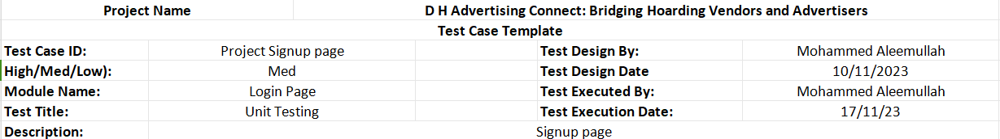 Project Name D H Advertising Connect: Bridging Hoarding Vendors and Advertisers
Test Case Template
Test Case ID: Project Signup page Test Design By: Mohammed Aleemullah
High/Med/Low): Med Test Design Date 10/11/2023
Module Name: Login Page Test Executed By: Mohammed Aleemullah
Test Title: Unit Testing Test Execution Date: 17/11/23
Description: Signup page